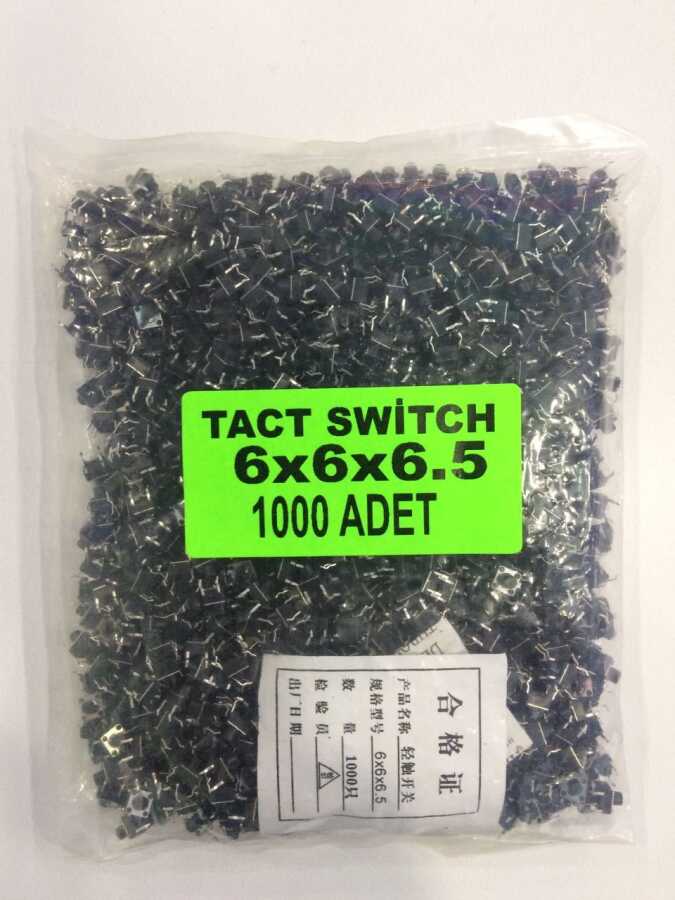 TACT SWİTCH
6x6x6.5
1000 ADET
合格证
产品名称 轻触开关
规格型号 6x6x6.5
数量 1000只
检验员
出厂日期